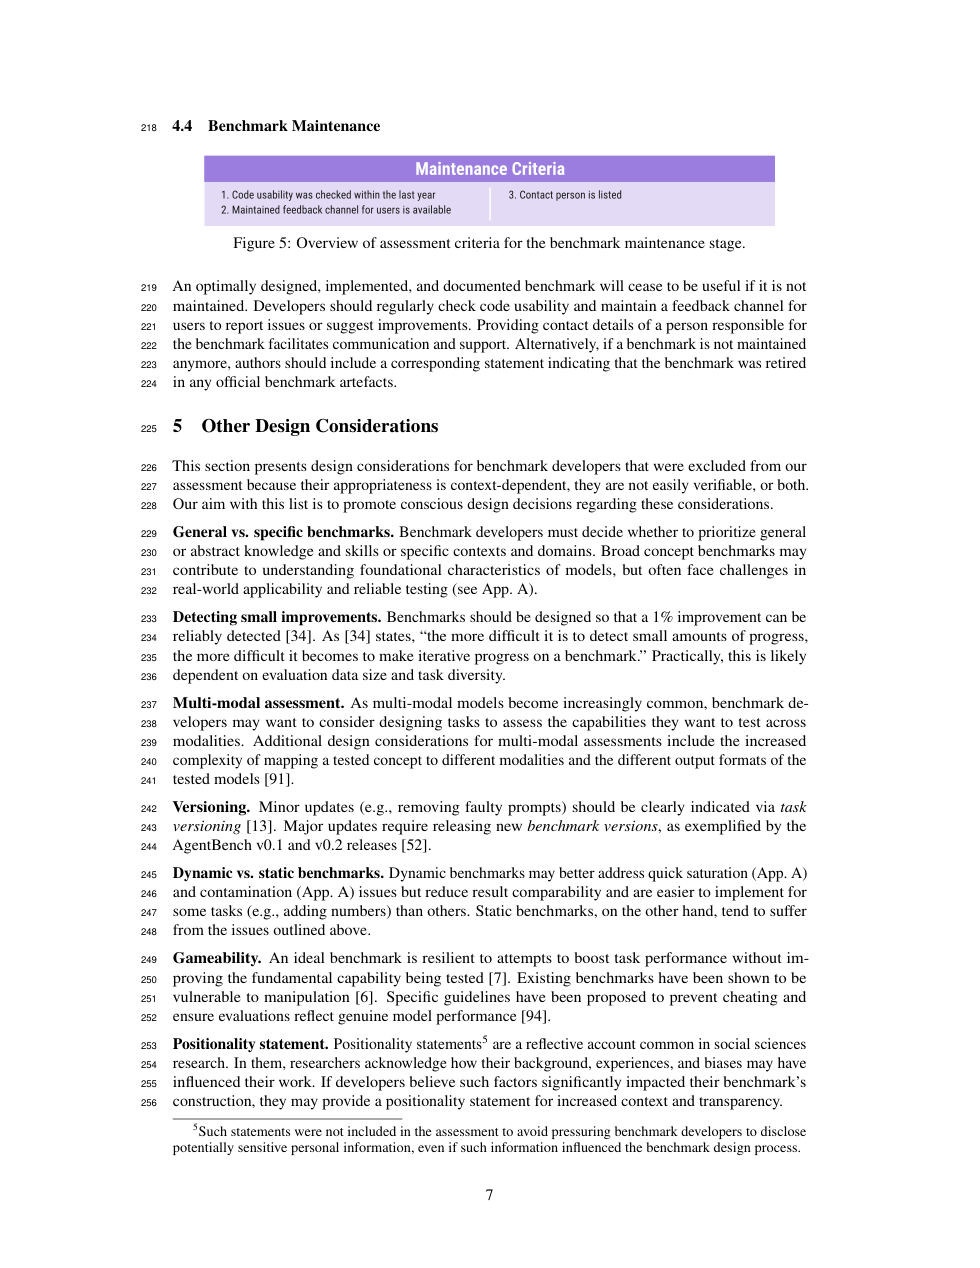 218 4.4 Benchmark Maintenance
Maintenance Criteria
1. Code usability was checked within the last year
2. Maintained feedback channel for users is available
3. Contact person is listed
Figure 5: Overview of assessment criteria for the benchmark maintenance stage.
219 An optimally designed, implemented, and documented benchmark will cease to be useful if it is not
220 maintained. Developers should regularly check code usability and maintain a feedback channel for
221 users to report issues or suggest improvements. Providing contact details of a person responsible for
222 the benchmark facilitates communication and support. Alternatively, if a benchmark is not maintained
223 anymore, authors should include a corresponding statement indicating that the benchmark was retired
224 in any official benchmark artefacts.
225 5 Other Design Considerations
226 This section presents design considerations for benchmark developers that were excluded from our
227 assessment because their appropriateness is context-dependent, they are not easily verifiable, or both.
228 Our aim with this list is to promote conscious design decisions regarding these considerations.
229 General vs. specific benchmarks. Benchmark developers must decide whether to prioritize general
230 or abstract knowledge and skills or specific contexts and domains. Broad concept benchmarks may
231 contribute to understanding foundational characteristics of models, but often face challenges in
232 real-world applicability and reliable testing (see App. A).
233 Detecting small improvements. Benchmarks should be designed so that a 1% improvement can be
234 reliably detected [34]. As [34] states, “the more difficult it is to detect small amounts of progress,
235 the more difficult it becomes to make iterative progress on a benchmark.” Practically, this is likely
236 dependent on evaluation data size and task diversity.
237 Multi-modal assessment. As multi-modal models become increasingly common, benchmark de-
238 velopers may want to consider designing tasks to assess the capabilities they want to test across
239 modalities. Additional design considerations for multi-modal assessments include the increased
240 complexity of mapping a tested concept to different modalities and the different output formats of the
241 tested models [91].
242 Versioning. Minor updates (e.g., removing faulty prompts) should be clearly indicated via task
243 versioning [13]. Major updates require releasing new benchmark versions, as exemplified by the
244 AgentBench v0.1 and v0.2 releases [52].
245 Dynamic vs. static benchmarks. Dynamic benchmarks may better address quick saturation (App. A)
246 and contamination (App. A) issues but reduce result comparability and are easier to implement for
247 some tasks (e.g., adding numbers) than others. Static benchmarks, on the other hand, tend to suffer
248 from the issues outlined above.
249 Gameability. An ideal benchmark is resilient to attempts to boost task performance without im-
250 proving the fundamental capability being tested [7]. Existing benchmarks have been shown to be
251 vulnerable to manipulation [6]. Specific guidelines have been proposed to prevent cheating and
252 ensure evaluations reflect genuine model performance [94].
253 Positionality statement. Positionality statements5 are a reflective account common in social sciences
254 research. In them, researchers acknowledge how their background, experiences, and biases may have
255 influenced their work. If developers believe such factors significantly impacted their benchmark’s
256 construction, they may provide a positionality statement for increased context and transparency.
5Such statements were not included in the assessment to avoid pressuring benchmark developers to disclose
potentially sensitive personal information, even if such information influenced the benchmark design process.
7